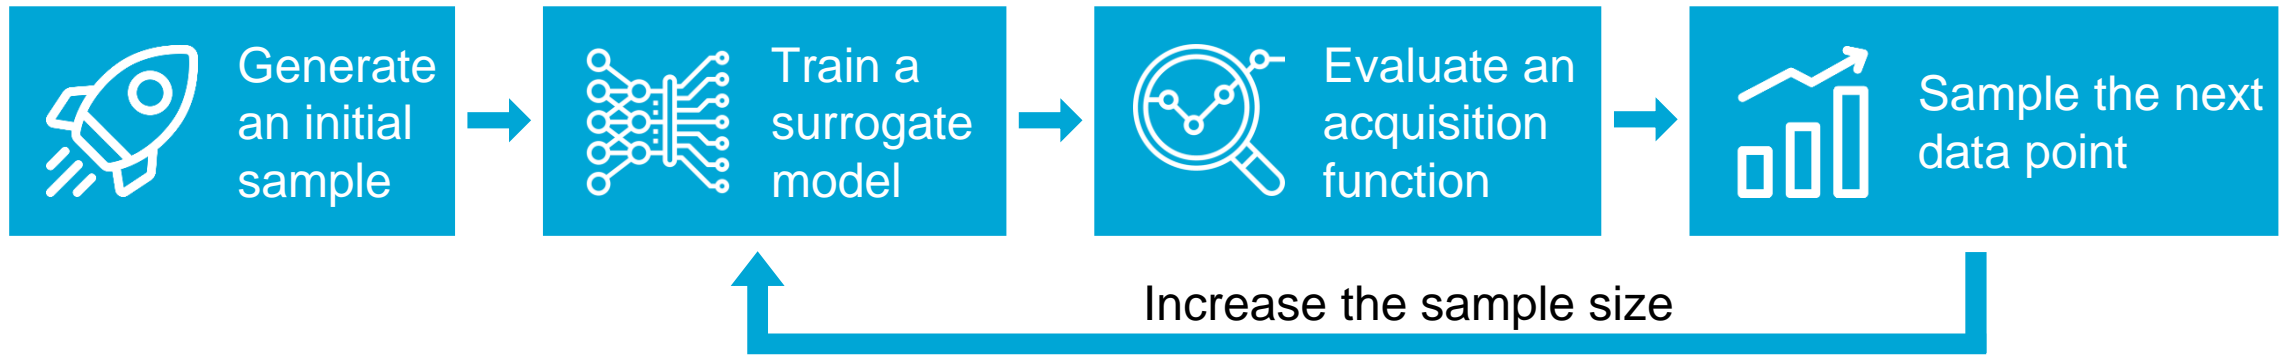 Generate
an initial
sample
Train a
surrogate
model
Evaluate an
acquisition
function
Sample the next
data point
Increase the sample size